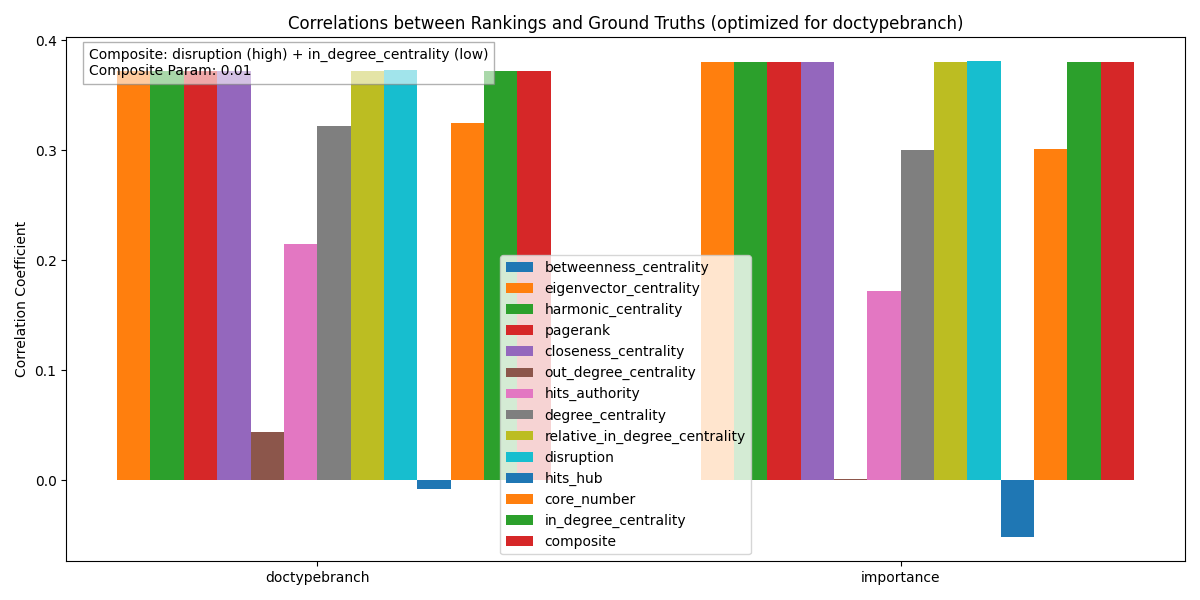 Correlations between Rankings and Ground Truths (optimized for doctypebranch)
Composite: disruption (high) + in_degree_centrality (low)
Composite Param: 0.01
Correlation Coefficient
0.4
0.3
0.2
0.1
0.0
betweenness_centrality
eigenvector_centrality
harmonic_centrality
pagerank
closeness_centrality
out_degree_centrality
hits_authority
degree_centrality
relative_in_degree_centrality
disruption
hits_hub
core_number
in_degree_centrality
composite
doctypebranch
importance